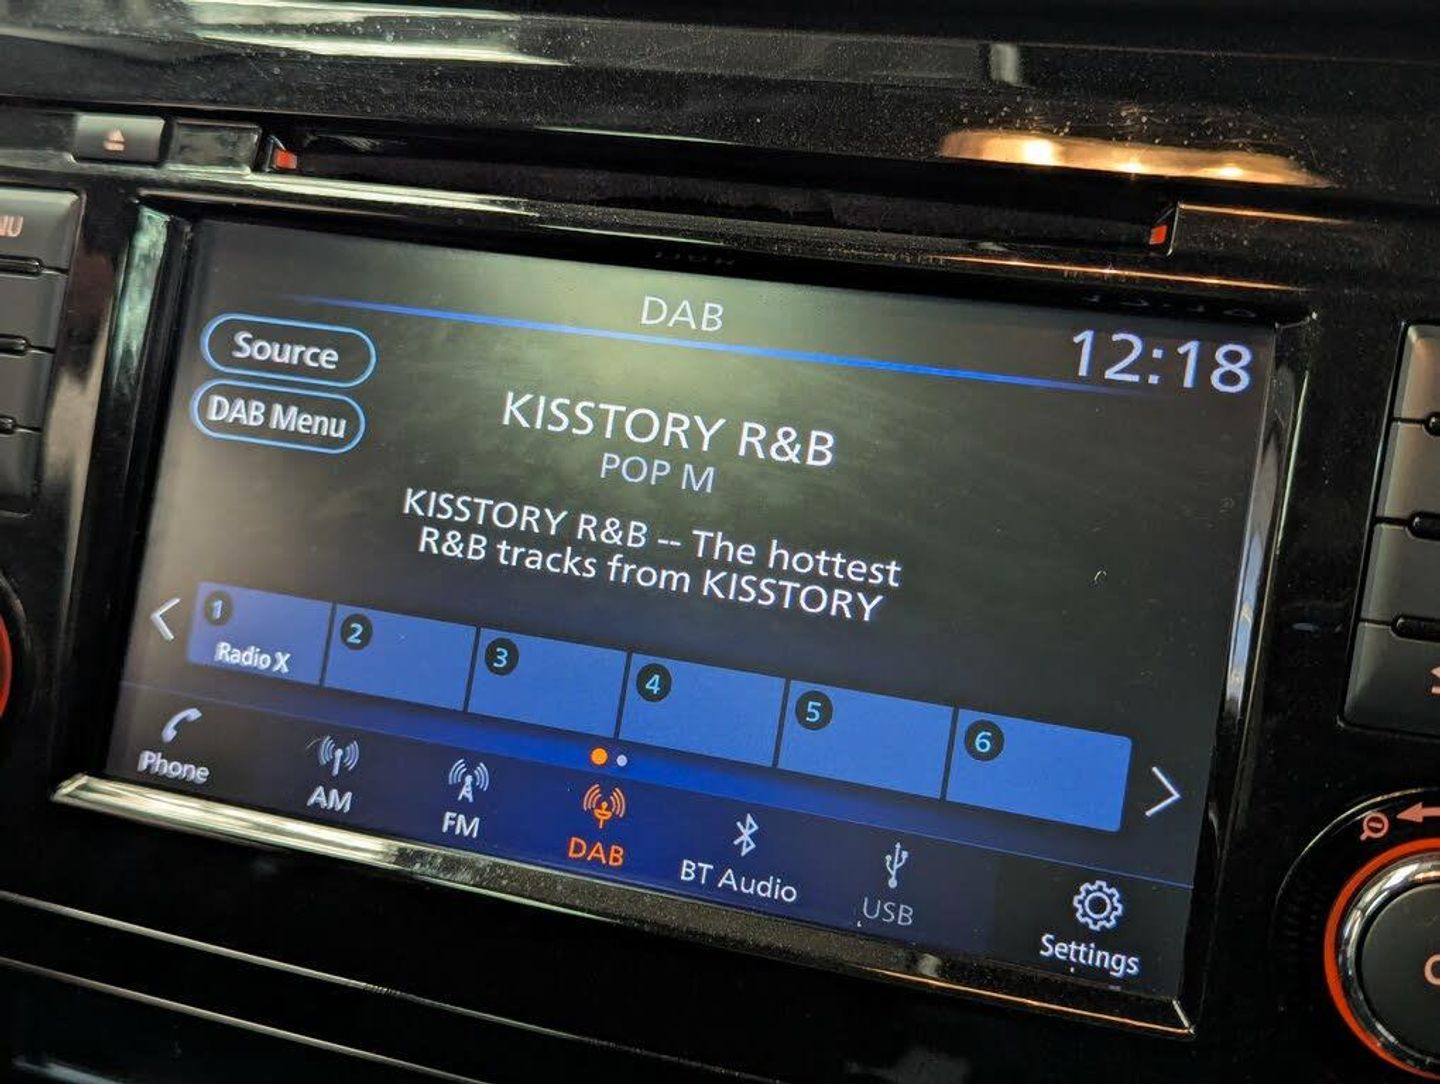 NU
DAB
12:18
Source
DAB Menu
KISSTORY R&B
POP M
KISSTORY R&B -- The hottest
R&B tracks from KISSTORY
1
Radio X
2
3
4
5
6
Phone
AM
FM
DAB
BT Audio
USB
Settings